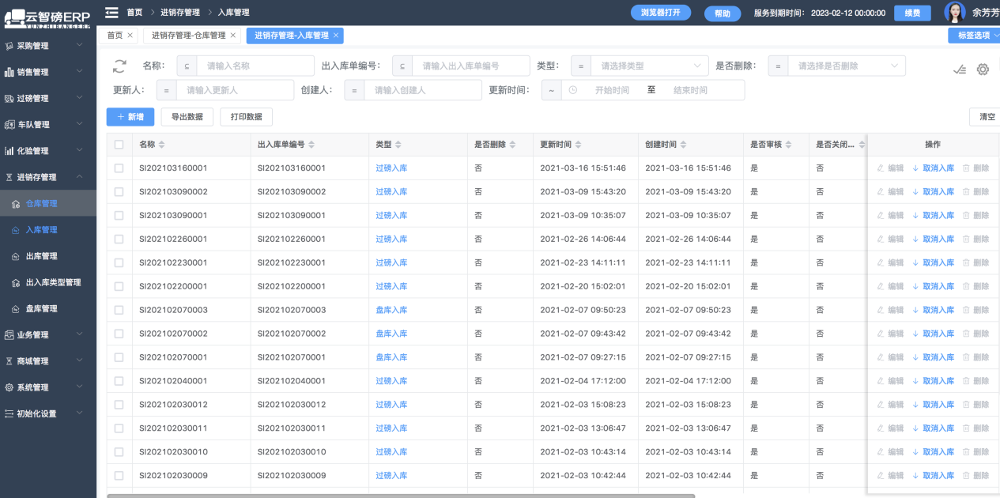 云智磅ERP
YUNZHIBANGERP
首页 > 进销存管理 > 入库管理
浏览器打开 帮助 服务到期时间：2023-02-12 00:00:00 续费 余芳芳
首页 × 进销存管理-仓库管理 × 进销存管理-入库管理 × 标签选项
采购管理
销售管理
过磅管理
车队管理
化验管理
进销存管理
仓库管理
入库管理
出库管理
出入库类型管理
盘库管理
业务管理
商城管理
系统管理
初始化设置
名称： ⊆ 请输入名称 出入库单编号： ⊆ 请输入出入库单编号 类型： = 请选择类型 是否删除： = 请选择是否删除
更新人： = 请输入更新人 创建人： = 请输入创建人 更新时间： ~ 开始时间 至 结束时间
+ 新增 导出数据 打印数据 清空
名称 出入库单编号 类型 是否删除 更新时间 创建时间 是否审核 是否关闭... 操作
SI202103160001 SI202103160001 过磅入库 否 2021-03-16 15:51:46 2021-03-16 15:51:46 是 否 编辑 取消入库 删除
SI202103090002 SI202103090002 过磅入库 否 2021-03-09 15:43:20 2021-03-09 15:43:20 是 否 编辑 取消入库 删除
SI202103090001 SI202103090001 过磅入库 否 2021-03-09 10:35:07 2021-03-09 10:35:07 是 否 编辑 取消入库 删除
SI202102260001 SI202102260001 过磅入库 否 2021-02-26 14:06:44 2021-02-26 14:06:44 是 否 编辑 取消入库 删除
SI202102230001 SI202102230001 过磅入库 否 2021-02-23 14:11:11 2021-02-23 14:11:11 是 否 编辑 取消入库 删除
SI202102200001 SI202102200001 过磅入库 否 2021-02-20 15:02:01 2021-02-20 15:02:01 是 否 编辑 取消入库 删除
SI202102070003 SI202102070003 盘库入库 否 2021-02-07 09:50:23 2021-02-07 09:50:23 是 否 编辑 取消入库 删除
SI202102070002 SI202102070002 盘库入库 否 2021-02-07 09:43:42 2021-02-07 09:43:42 是 否 编辑 取消入库 删除
SI202102070001 SI202102070001 盘库入库 否 2021-02-07 09:27:15 2021-02-07 09:27:15 是 否 编辑 取消入库 删除
SI202102040001 SI202102040001 过磅入库 否 2021-02-04 17:12:00 2021-02-04 17:12:00 是 否 编辑 取消入库 删除
SI202102030012 SI202102030012 过磅入库 否 2021-02-03 15:08:23 2021-02-03 15:08:23 是 否 编辑 取消入库 删除
SI202102030011 SI202102030011 过磅入库 否 2021-02-03 13:06:47 2021-02-03 13:06:47 是 否 编辑 取消入库 删除
SI202102030010 SI202102030010 过磅入库 否 2021-02-03 10:43:14 2021-02-03 10:43:14 是 否 编辑 取消入库 删除
SI202102030009 SI202102030009 过磅入库 否 2021-02-03 10:42:44 2021-02-03 10:42:44 是 否 编辑 取消入库 删除